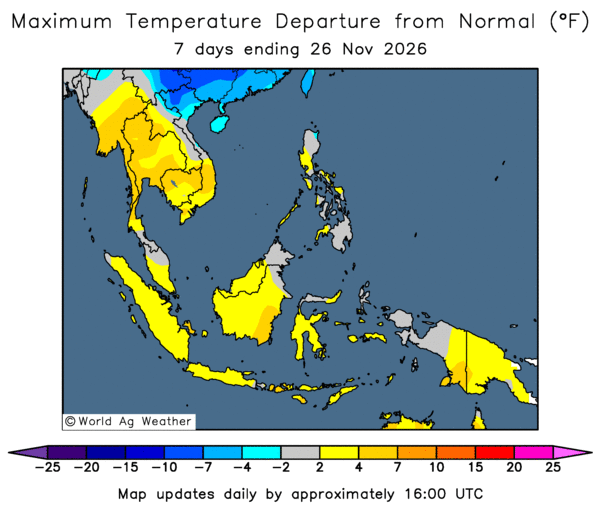 Maximum Temperature Departure from Normal (°F)
7 days ending 26 Nov 2026
©World Ag Weather
-25 -20 -15 -10 -7 -4 -2 2 4 7 10 15 20 25
Map updates daily by approximately 16:00 UTC